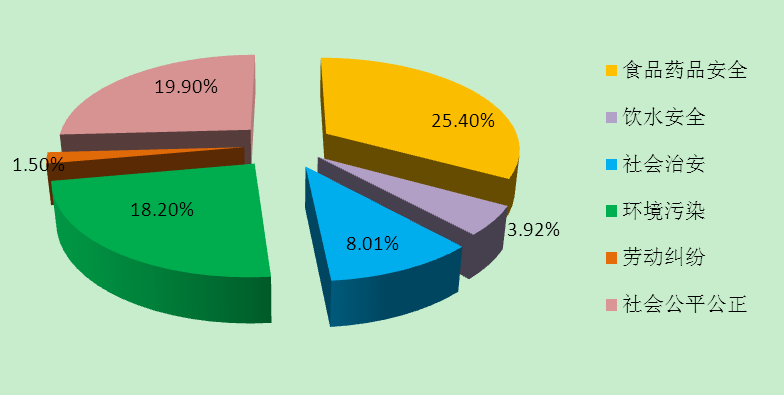 19.90%
25.40%
1.50%
18.20%
8.01%
3.92%
食品药品安全
饮水安全
社会治安
环境污染
劳动纠纷
社会公平公正